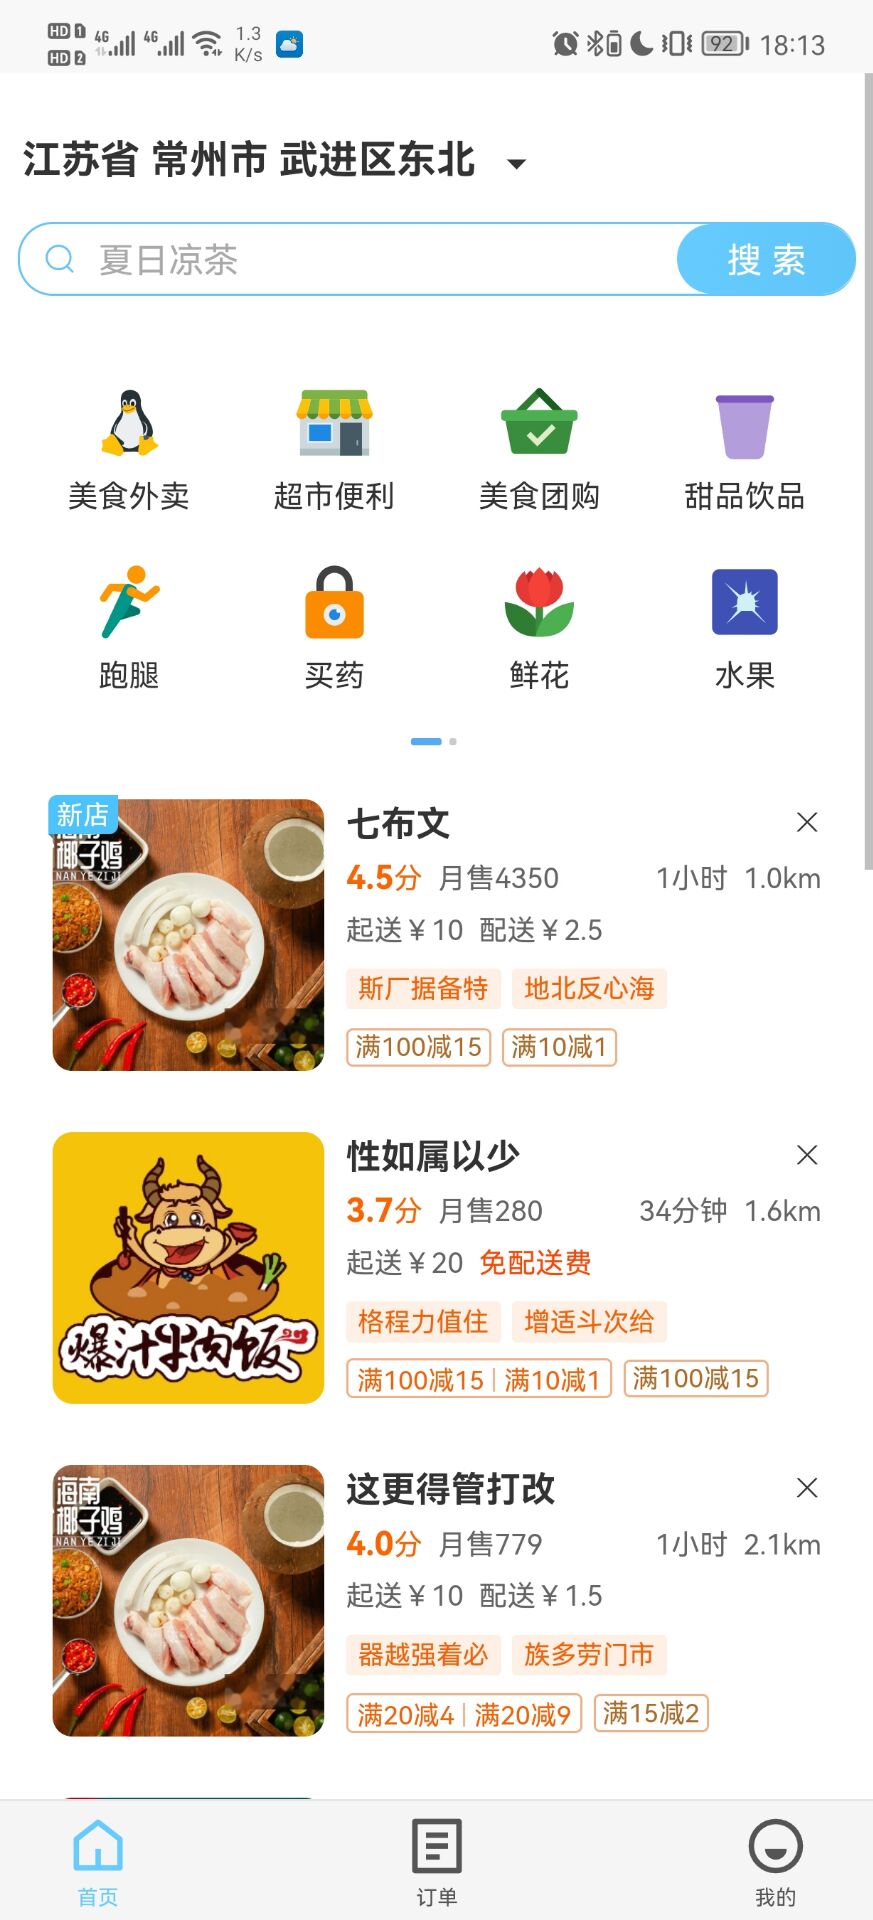 HD 1 4G 4G 1.3 K/s 92 18:13
HD 2
江苏省 常州市 武进区东北
夏日凉茶 搜索
美食外卖 超市便利 美食团购 甜品饮品
跑腿 买药 鲜花 水果
新店
海南
椰子鸡
NAN YE ZI JI
七布文
4.5分 月售4350 1小时 1.0km
起送￥10 配送￥2.5
斯厂据备特 地北反心海
满100减15 满10减1
爆汁牛肉饭
性如属以少
3.7分 月售280 34分钟 1.6km
起送￥20 免配送费
格程力值住 增适斗次给
满100减15 满10减1 满100减15
海南
椰子鸡
NAN YE ZI JI
这更得管打改
4.0分 月售779 1小时 2.1km
起送￥10 配送￥1.5
器越强着必 族多劳门市
满20减4 满20减9 满15减2
首页 订单 我的